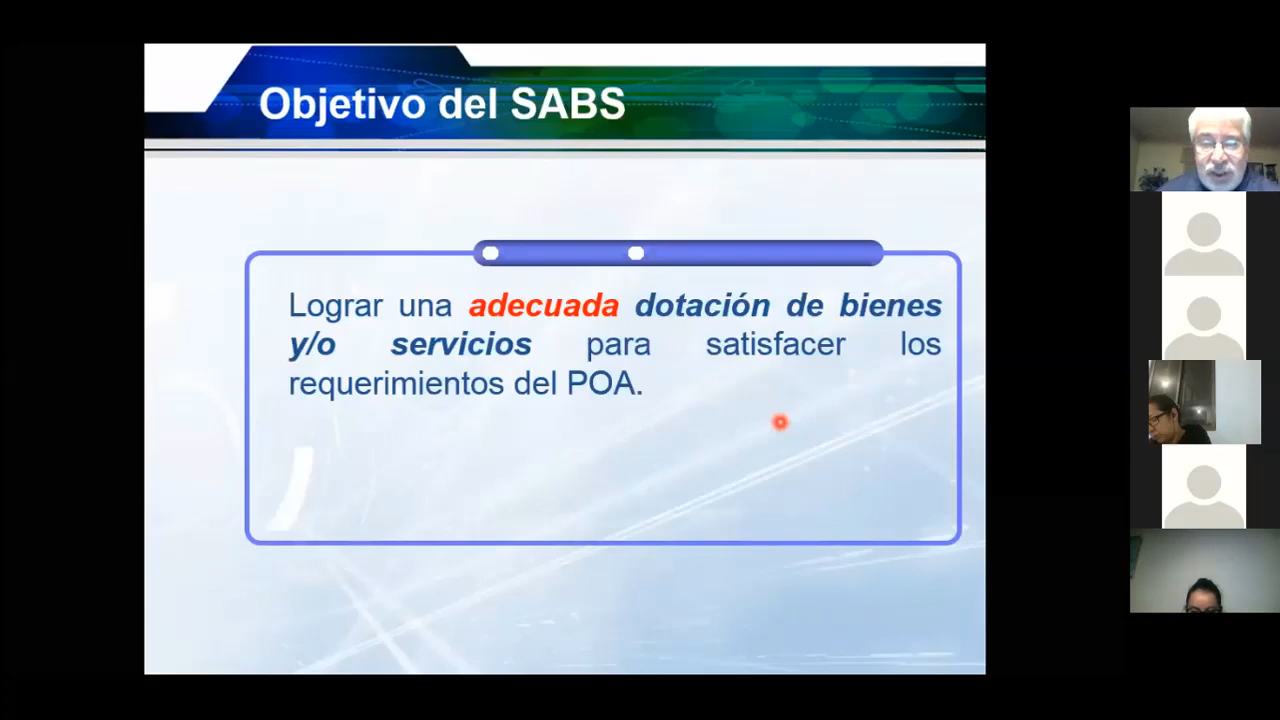 Objetivo del SABS
Lograr una adecuada dotación de bienes
y/o servicios para satisfacer los
requerimientos del POA.